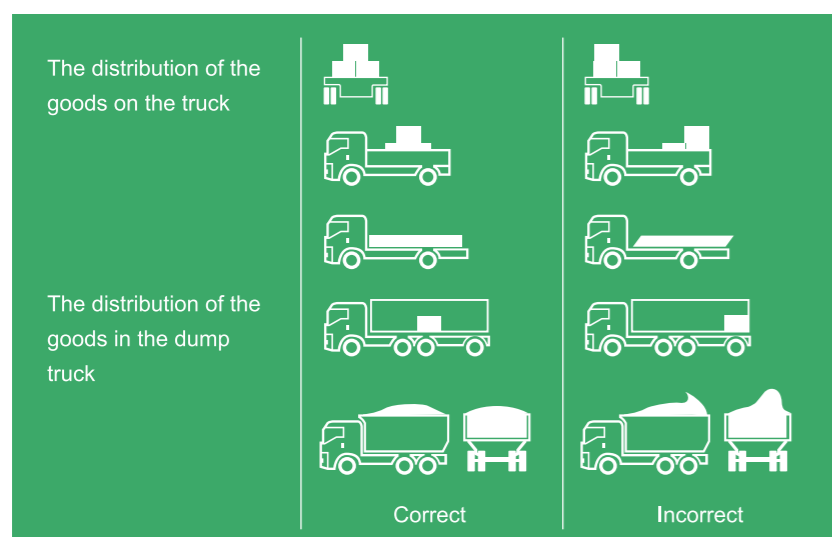 The distribution of the
goods on the truck
The distribution of the
goods in the dump
truck
Correct
Incorrect